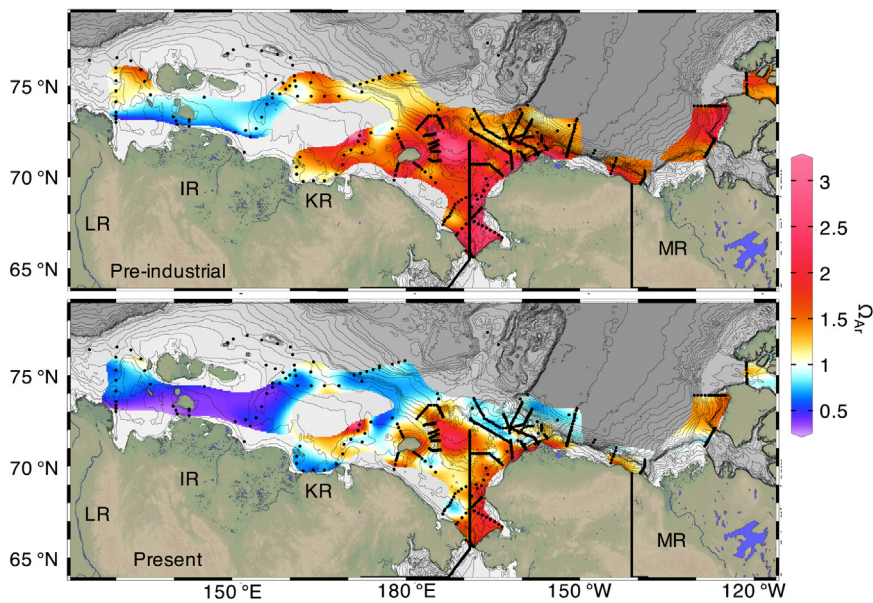 75 °N
70 °N
65 °N
LR
IR
KR
MR
Pre-industrial
3
2.5
2
1.5
1
0.5
ΩAr
75 °N
70 °N
65 °N
LR
IR
KR
MR
Present
150 °E
180 °E
150 °W
120 °W